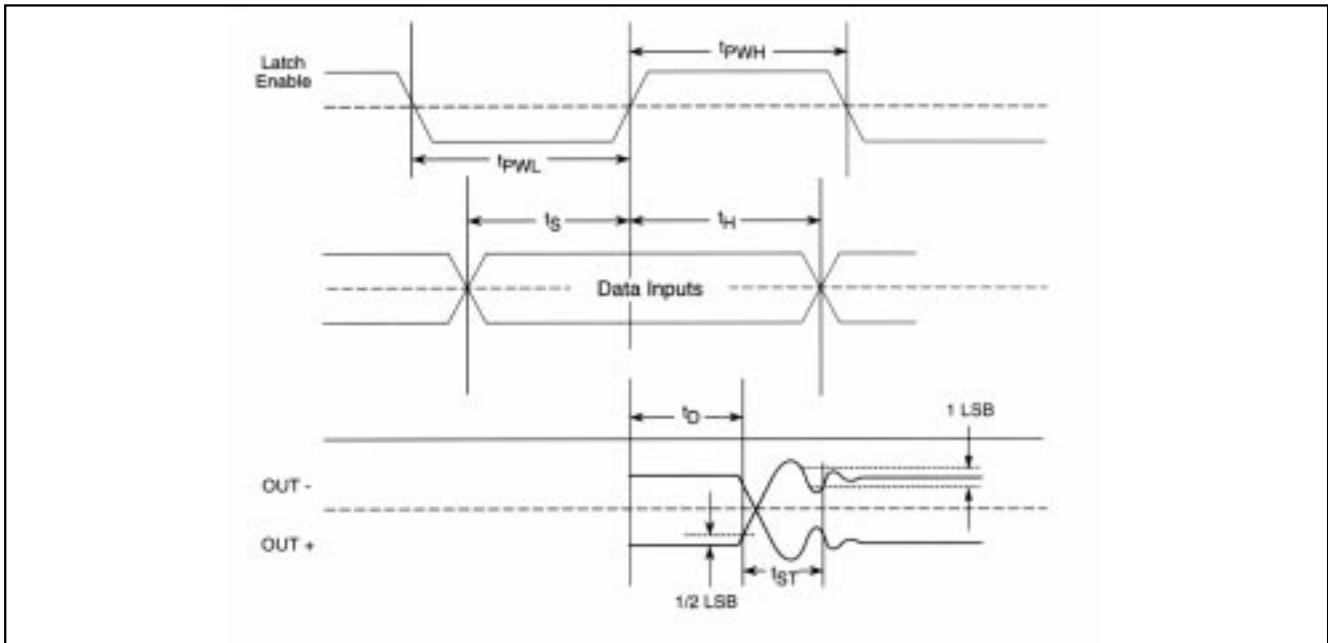 Latch
Enable
tPWH
tPWL
tS
tH
Data Inputs
tD
1 LSB
OUT -
OUT +
tST
1/2 LSB